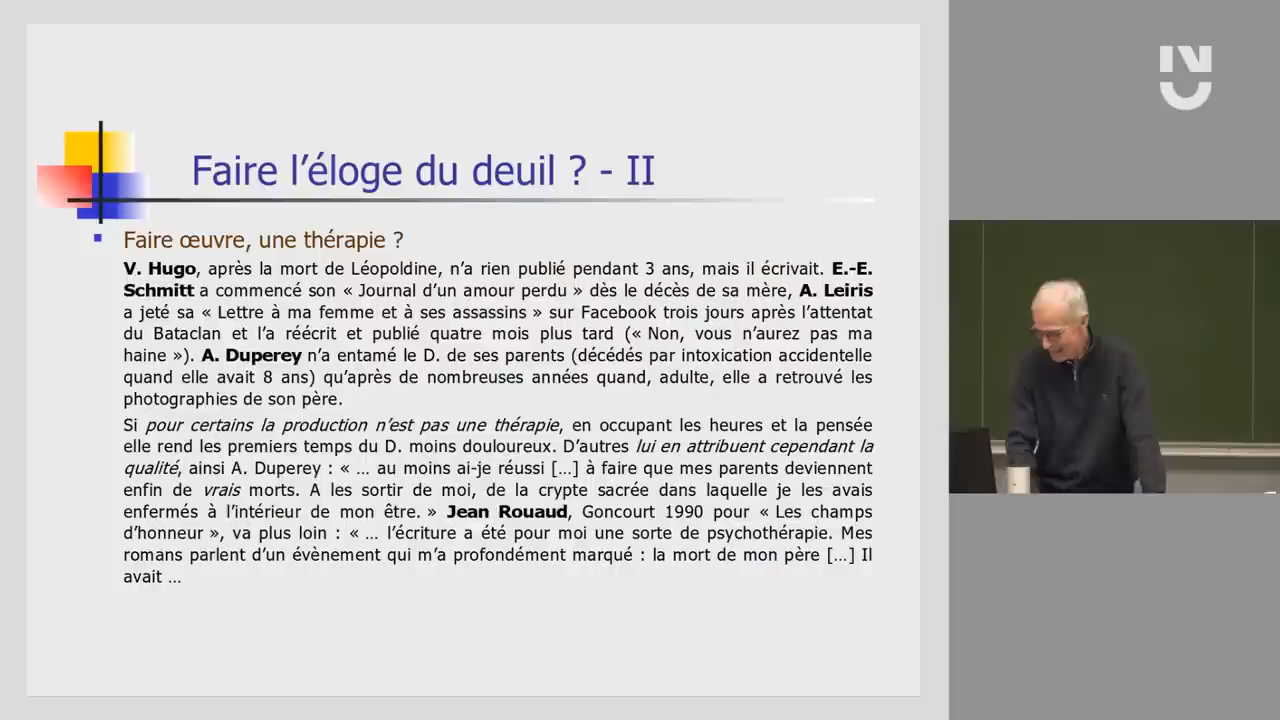 Faire l’éloge du deuil ? - II
Faire œuvre, une thérapie ?
V. Hugo, après la mort de Léopoldine, n’a rien publié pendant 3 ans, mais il écrivait. E.-E.
Schmitt a commencé son « Journal d’un amour perdu » dès le décès de sa mère, A. Leiris
a jeté sa « Lettre à ma femme et à ses assassins » sur Facebook trois jours après l’attentat
du Bataclan et l’a réécrit et publié quatre mois plus tard (« Non, vous n’aurez pas ma
haine »). A. Duperey n’a entamé le D. de ses parents (décédés par intoxication accidentelle
quand elle avait 8 ans) qu’après de nombreuses années quand, adulte, elle a retrouvé les
photographies de son père.
Si pour certains la production n’est pas une thérapie, en occupant les heures et la pensée
elle rend les premiers temps du D. moins douloureux. D’autres lui en attribuent cependant la
qualité, ainsi A. Duperey : « … au moins ai-je réussi […] à faire que mes parents deviennent
enfin de vrais morts. A les sortir de moi, de la crypte sacrée dans laquelle je les avais
enfermés à l’intérieur de mon être. » Jean Rouaud, Goncourt 1990 pour « Les champs
d’honneur », va plus loin : « … l’écriture a été pour moi une sorte de psychothérapie. Mes
romans parlent d’un évènement qui m’a profondément marqué : la mort de mon père […] Il
avait …